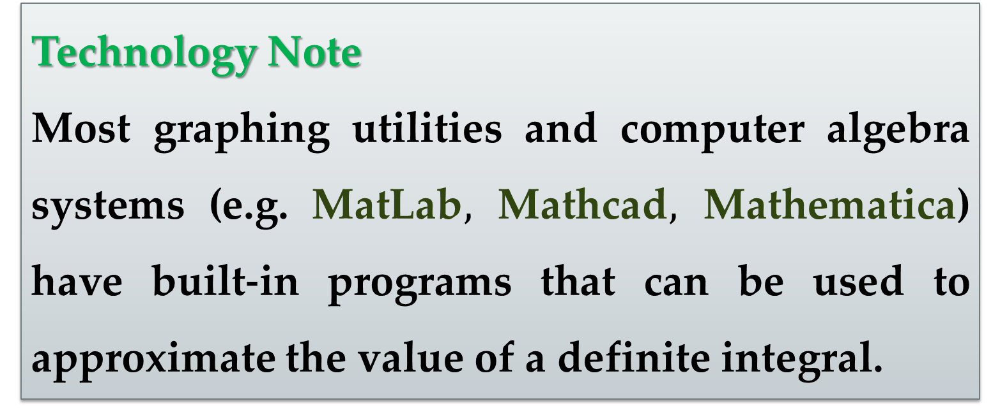 Technology Note
Most graphing utilities and computer algebra
systems (e.g. MatLab, Mathcad, Mathematica)
have built-in programs that can be used to
approximate the value of a definite integral.